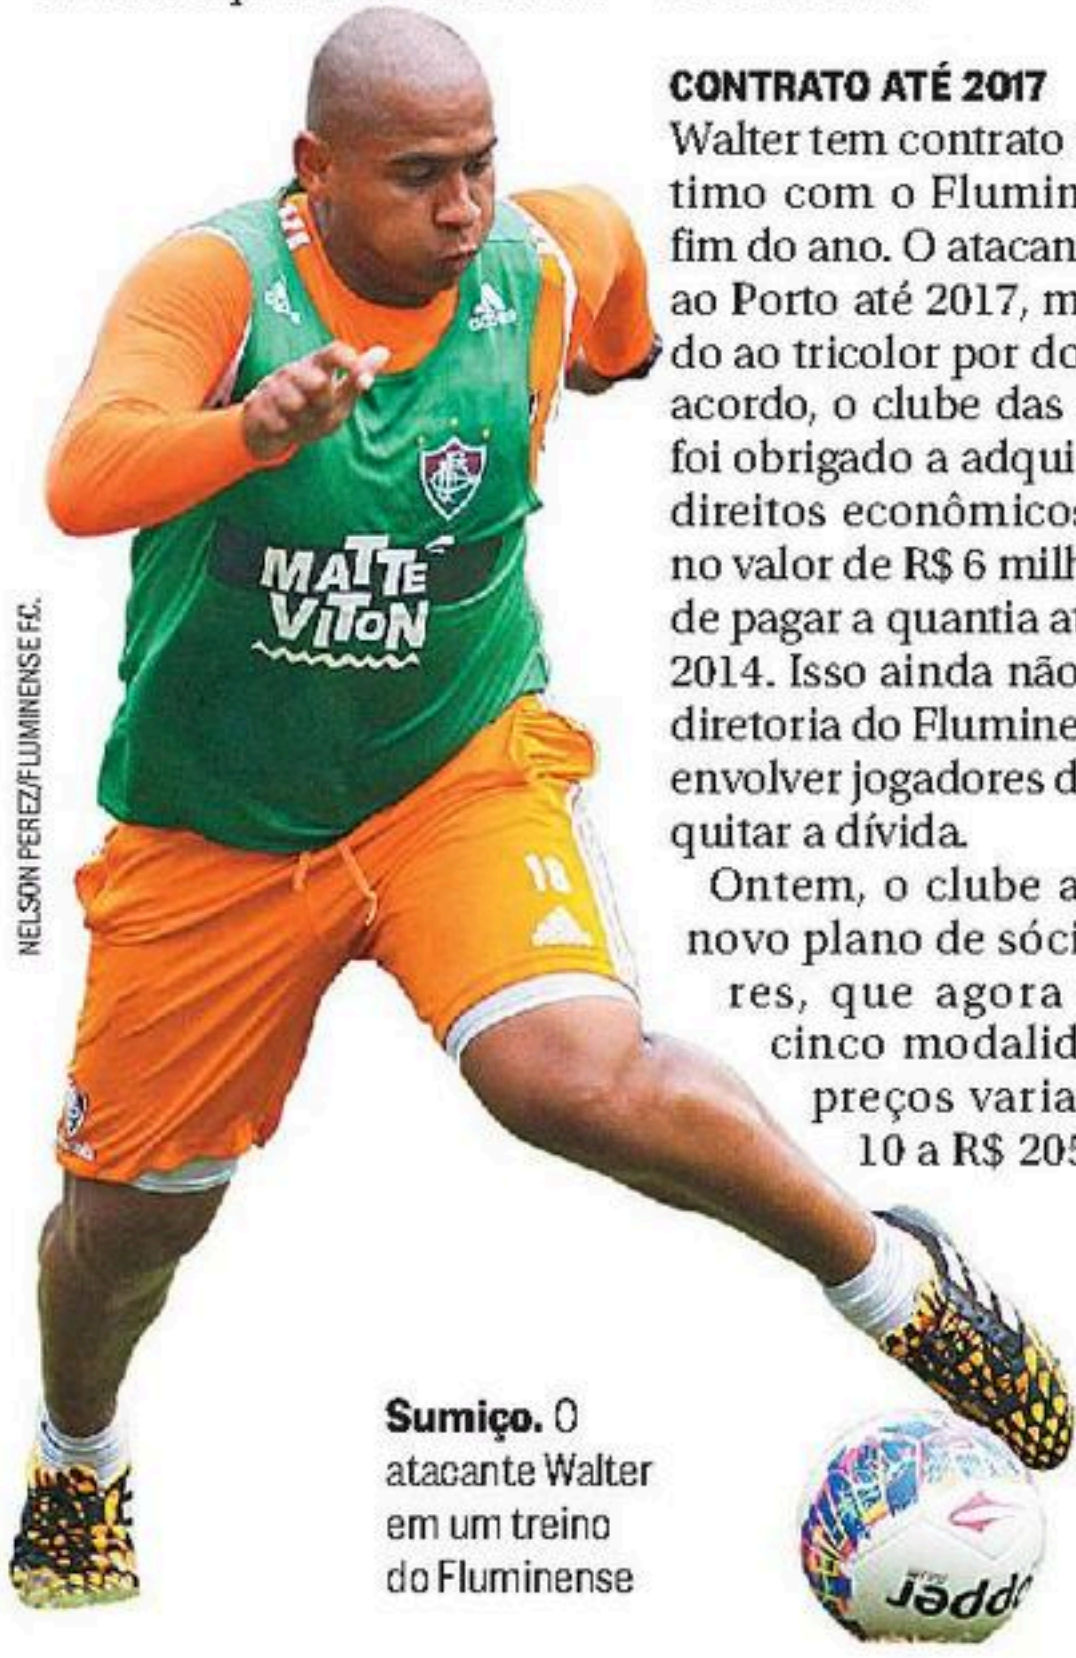 CONTRATO ATÉ 2017
Walter tem contrato
timo com o Flumin
fim do ano. O atacan
ao Porto até 2017, m
do ao tricolor por do
acordo, o clube das
foi obrigado a adqui
direitos econômicos
no valor de R$ 6 milh
de pagar a quantia at
2014. Isso ainda não
diretoria do Flumine
envolver jogadores d
quitar a dívida.
Ontem, o clube a
novo plano de sóci
res, que agora
cinco modalid
preços varia
10 a R$ 205
NELSON PEREZ/FLUMINENSE F.C.
adidas
MATTE
VITON
18
Sumiço. O
atacante Walter
em um treino
do Fluminense
opper